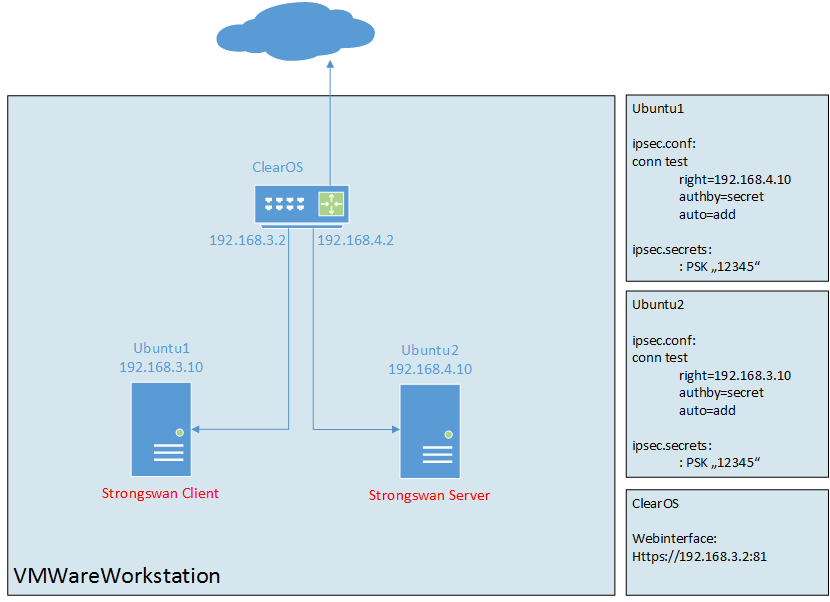 ClearOS
192.168.3.2
192.168.4.2
Ubuntu1
192.168.3.10
Ubuntu2
192.168.4.10
Strongswan Client
Strongswan Server
VMWareWorkstation
Ubuntu1
ipsec.conf:
conn test
right=192.168.4.10
authby=secret
auto=add
ipsec.secrets:
: PSK „12345“
Ubuntu2
ipsec.conf:
conn test
right=192.168.3.10
authby=secret
auto=add
ipsec.secrets:
: PSK „12345“
ClearOS
Webinterface:
Https://192.168.3.2:81